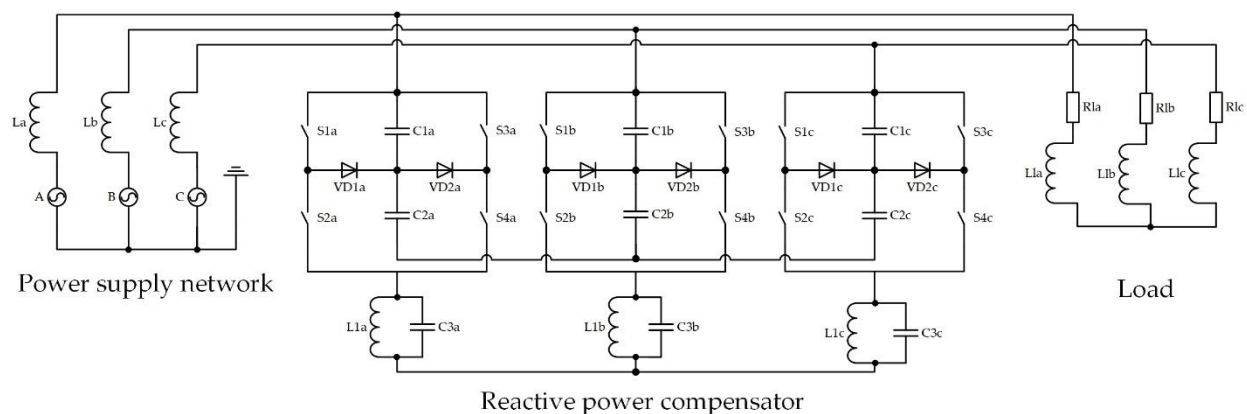 La
Lb
Lc
A
B
C
Power supply network
S1a
C1a
S3a
VD1a
VD2a
S2a
C2a
S4a
L1a
C3a
S1b
C1b
S3b
VD1b
VD2b
S2b
C2b
S4b
L1b
C3b
S1c
C1c
S3c
VD1c
VD2c
S2c
C2c
S4c
L1c
C3c
Reactive power compensator
Rla
Rlb
Rlc
Lla
Llb
Llc
Load